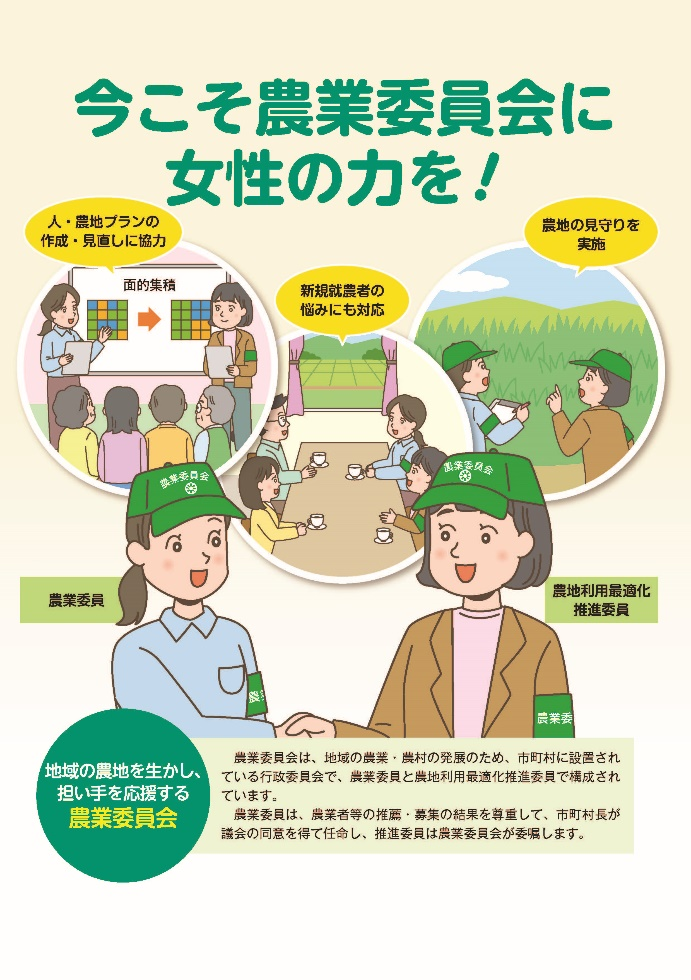 今こそ農業委員会に
女性の力を！
人・農地プランの
作成・見直しに協力
農地の見守りを
実施
面的集積
新規就農者の
悩みにも対応
農業委員会
農業委員会
農業委員
農地利用最適化
推進委員
農業委
地域の農地を生かし、
担い手を応援する
農業委員会
農業委員会は、地域の農業・農村の発展のため、市町村に設置され
ている行政委員会で、農業委員と農地利用最適化推進委員で構成され
ています。
農業委員は、農業者等の推薦・募集の結果を尊重して、市町村長が
議会の同意を得て任命し、推進委員は農業委員会が委嘱します。